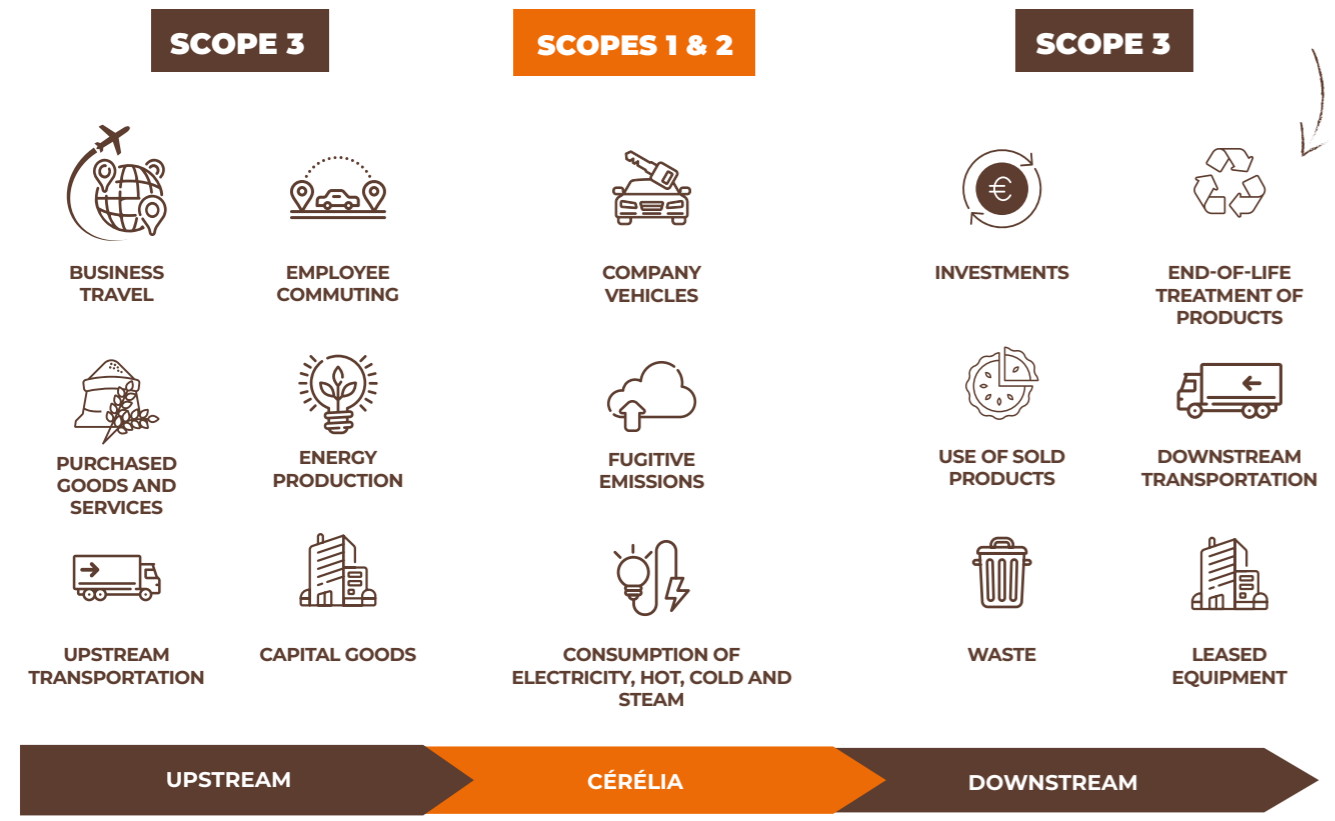 SCOPE 3
SCOPES 1 & 2
SCOPE 3
BUSINESS
TRAVEL
EMPLOYEE
COMMUTING
COMPANY
VEHICLES
INVESTMENTS
END-OF-LIFE
TREATMENT OF
PRODUCTS
€
PURCHASED
GOODS AND
SERVICES
ENERGY
PRODUCTION
FUGITIVE
EMISSIONS
USE OF SOLD
PRODUCTS
DOWNSTREAM
TRANSPORTATION
UPSTREAM
TRANSPORTATION
CAPITAL GOODS
CONSUMPTION OF
ELECTRICITY, HOT, COLD AND
STEAM
WASTE
LEASED
EQUIPMENT
UPSTREAM
CÉRÉLIA
DOWNSTREAM